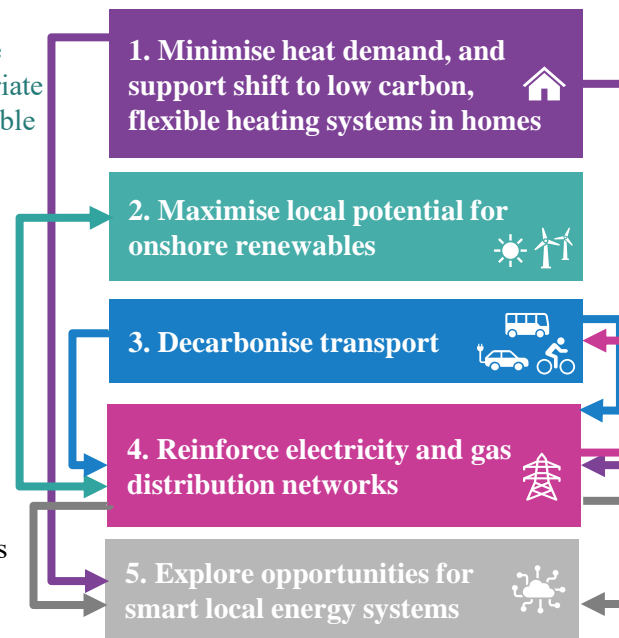 1. Minimise heat demand, and
support shift to low carbon,
flexible heating systems in homes
2. Maximise local potential for
onshore renewables
3. Decarbonise transport
4. Reinforce electricity and gas
distribution networks
5. Explore opportunities for
smart local energy systems